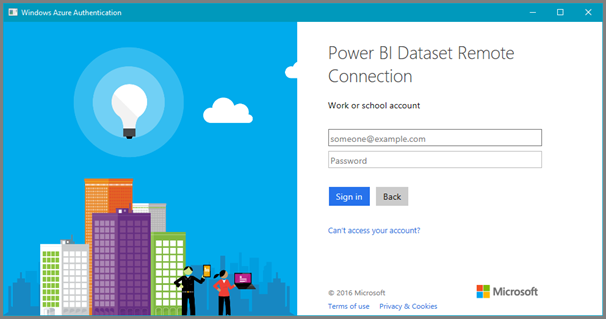 Windows Azure Authentication
Power BI Dataset Remote
Connection
Work or school account
someone@example.com
Password
Sign in
Back
Can't access your account?
© 2016 Microsoft
Terms of use
Privacy & Cookies
Microsoft